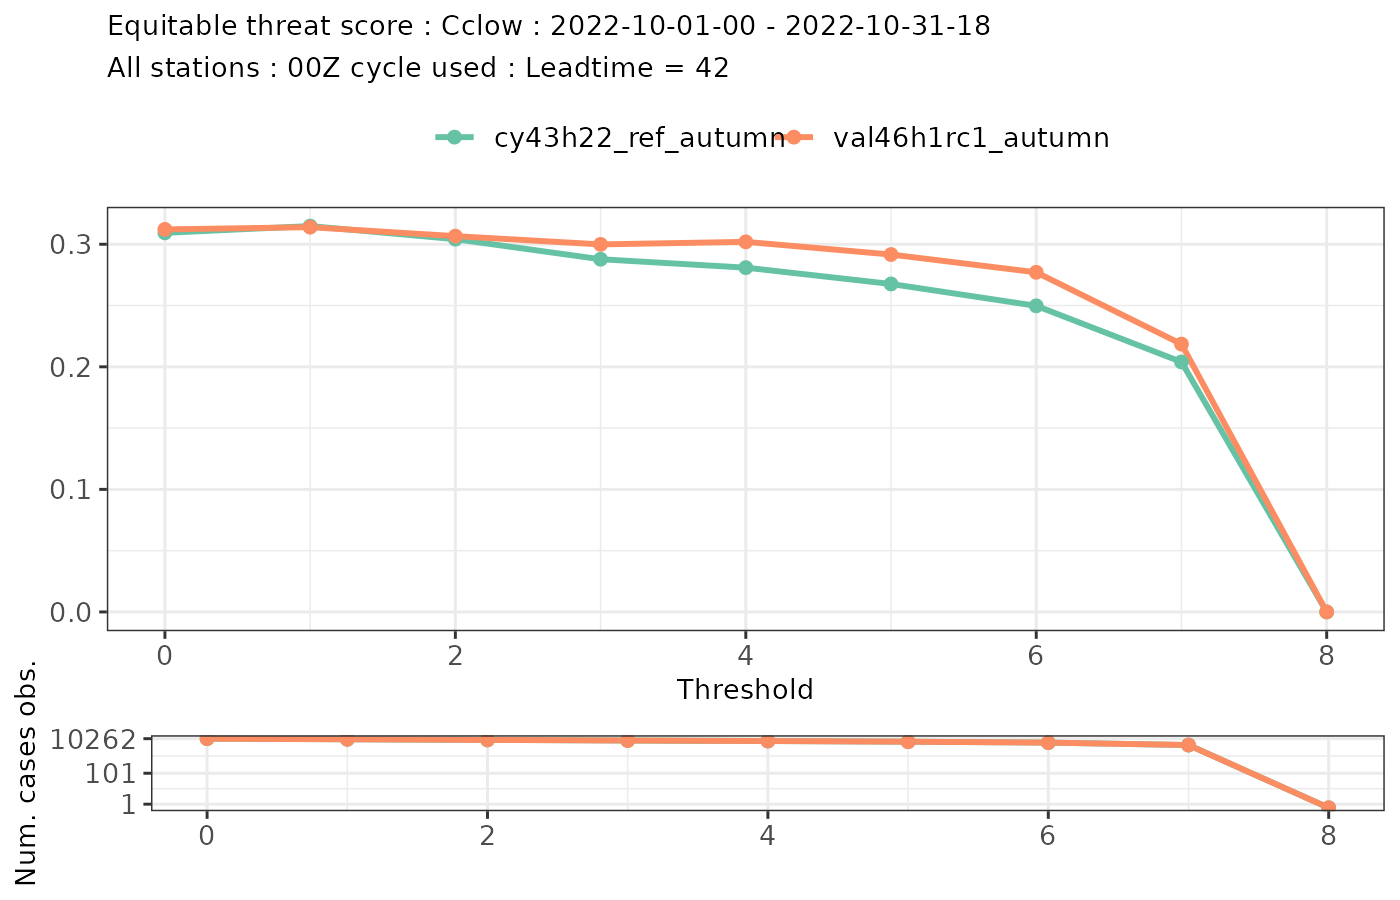 Equitable threat score : Cclow : 2022-10-01-00 - 2022-10-31-18
All stations : 00Z cycle used : Leadtime = 42
cy43h22_ref_autumn val46h1rc1_autumn
0.3
0.2
0.1
0.0
0 2 4 6 8
Threshold
Num. cases obs.
10262
101
1
0 2 4 6 8